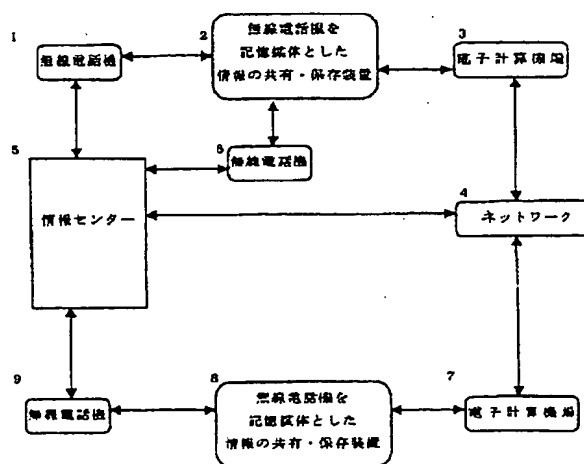 1
無線電話機
2
無線電話機を
記憶媒体とした
情報の共有・保存装置
3
電子計算機場
5
情報センター
6
無線電話機
4
ネットワーク
9
無線電話機
8
無線電話機を
記憶媒体とした
情報の共有・保存装置
7
電子計算機場